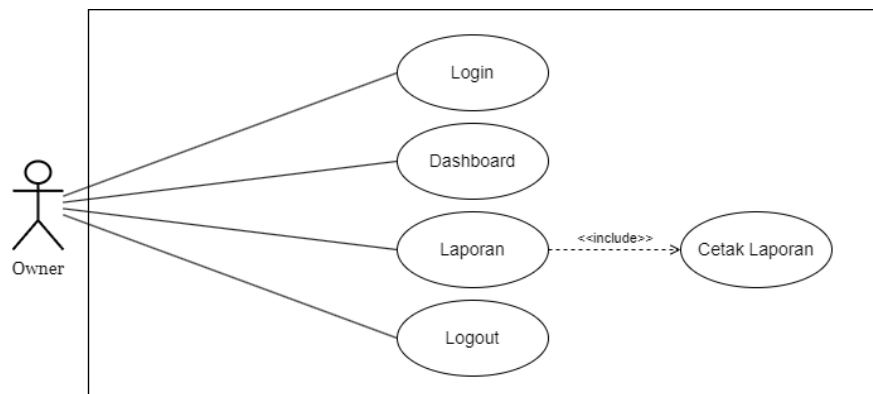 Login
Dashboard
Laporan
<<include>>
Cetak Laporan
Owner
Logout